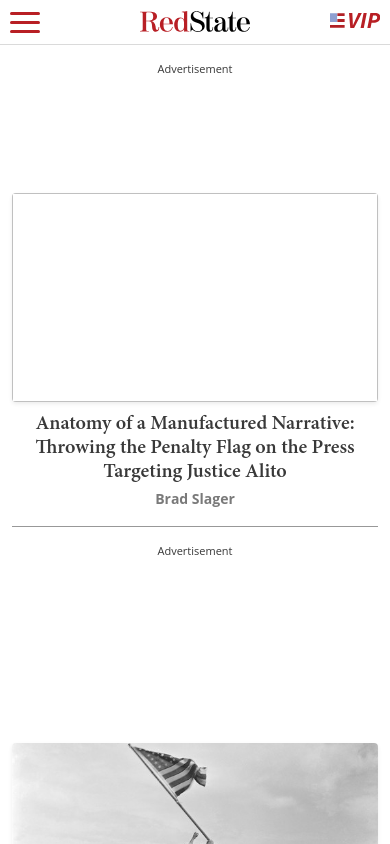 RedState
VIP
Advertisement
Anatomy of a Manufactured Narrative:
Throwing the Penalty Flag on the Press
Targeting Justice Alito
Brad Slager
Advertisement